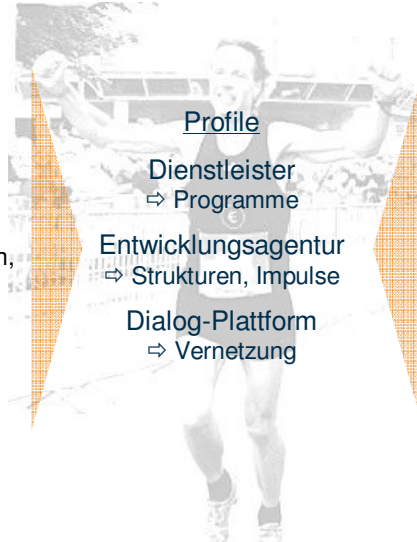 Profile
Dienstleister
⇨ Programme
n,
Entwicklungsagentur
⇨ Strukturen, Impulse
Dialog-Plattform
⇨ Vernetzung
€